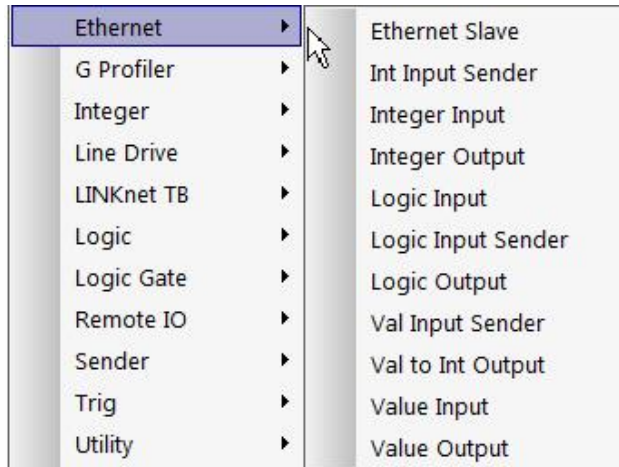 Ethernet
G Profiler
Integer
Line Drive
LINKnet TB
Logic
Logic Gate
Remote IO
Sender
Trig
Utility
Ethernet Slave
Int Input Sender
Integer Input
Integer Output
Logic Input
Logic Input Sender
Logic Output
Val Input Sender
Val to Int Output
Value Input
Value Output